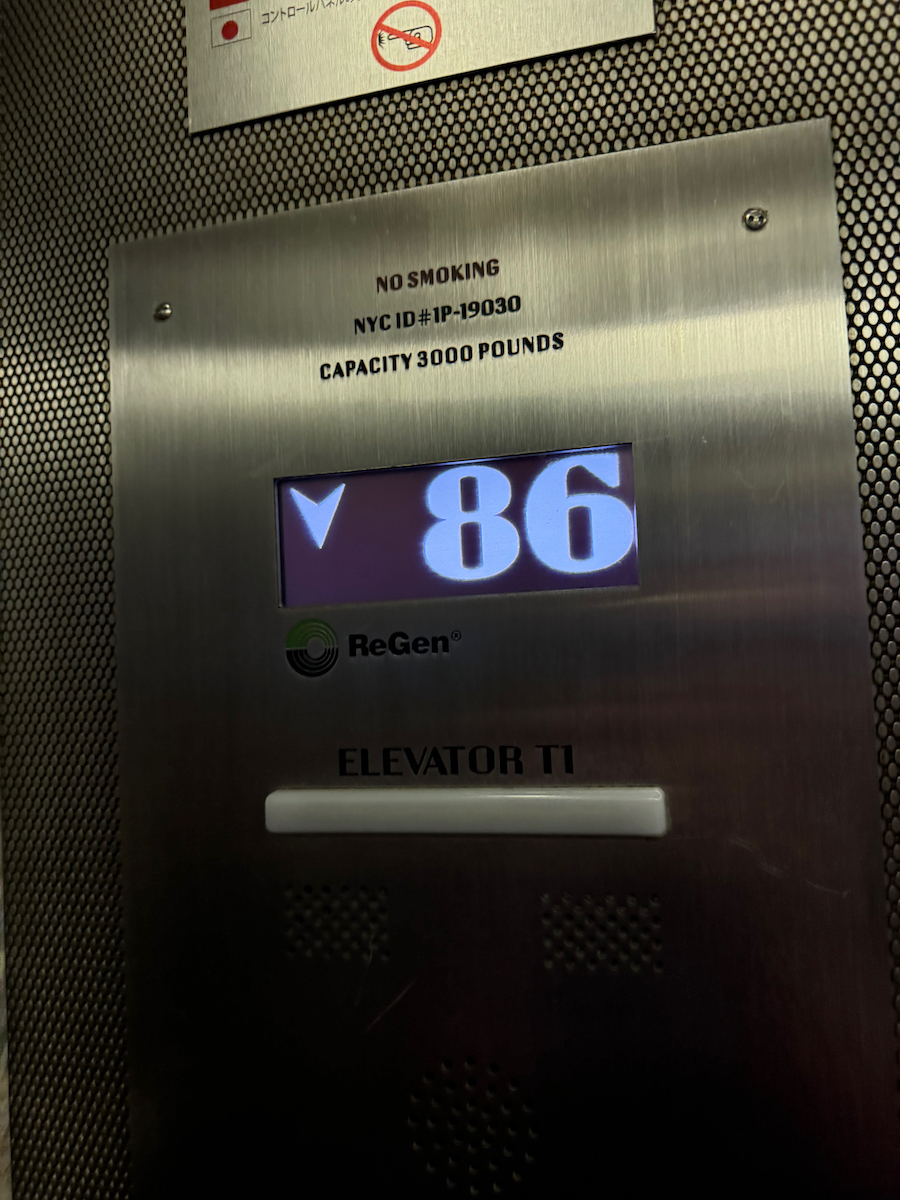 コントロールパネルの
NO SMOKING
NYC ID#1P-19030
CAPACITY 3000 POUNDS
86
ReGen®
ELEVATOR T1